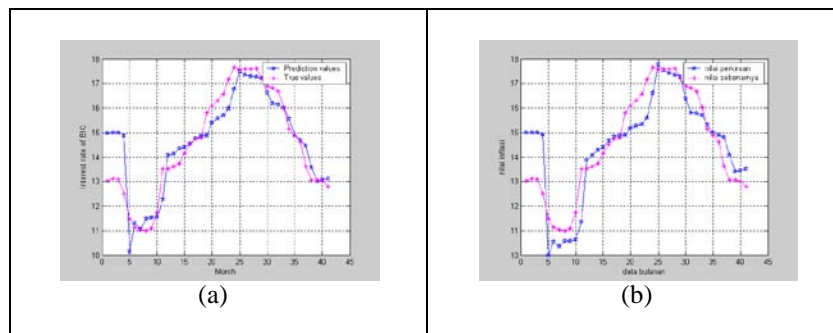 18
17
16
15
14
13
12
11
10
0 5 10 15 20 25 30 35 40 45
Interest rate of BIC
Month
Prediction values
True values
(a)
18
17
16
15
14
13
12
11
10
0 5 10 15 20 25 30 35 40 45
nilai inflasi
data bulanan
nilai perkiraan
nilai sebenarnya
(b)